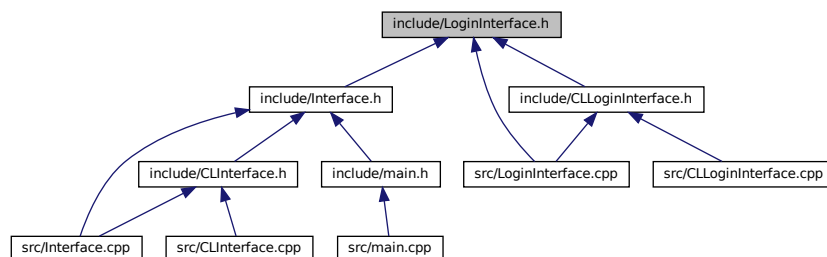 include/LoginInterface.h
include/Interface.h
include/CLLoginInterface.h
include/CLInterface.h
include/main.h
src/LoginInterface.cpp
src/CLLoginInterface.cpp
src/Interface.cpp
src/CLInterface.cpp
src/main.cpp